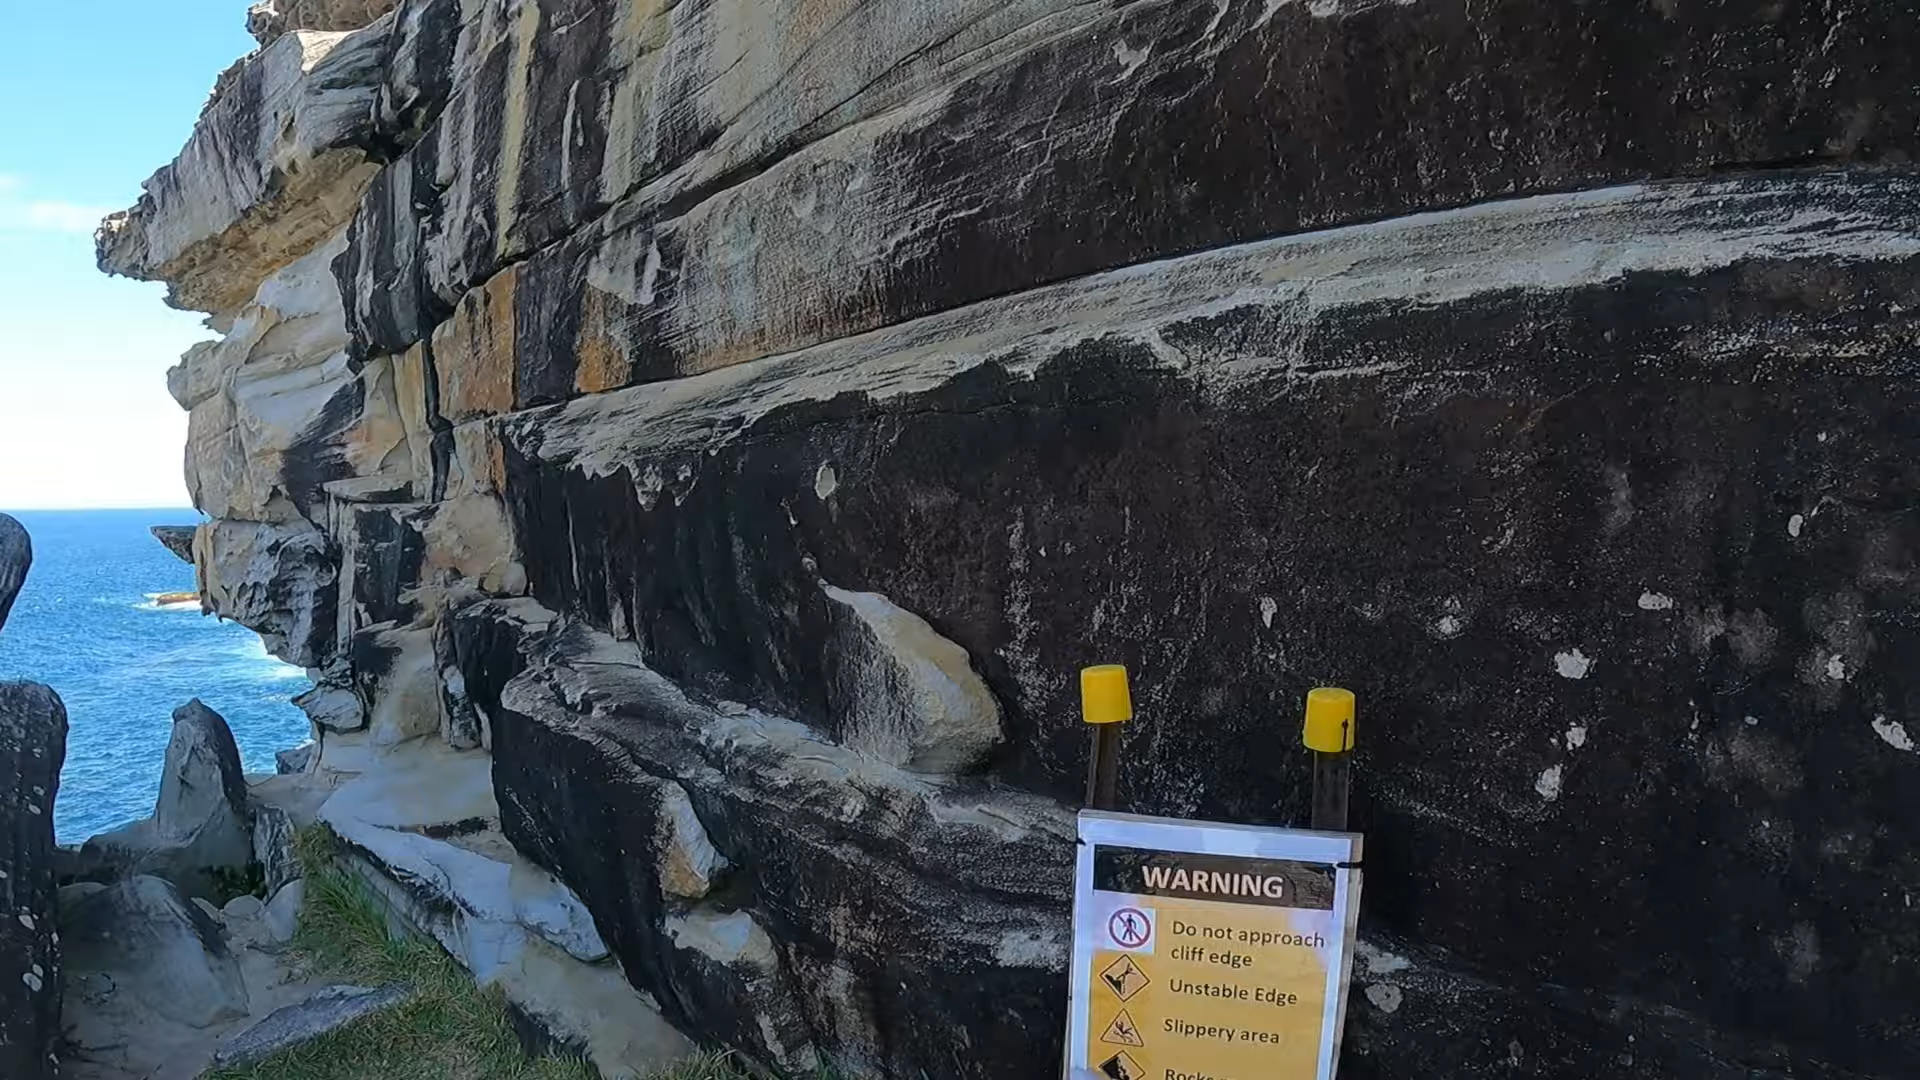 WARNING
Do not approach
cliff edge
Unstable Edge
Slippery area